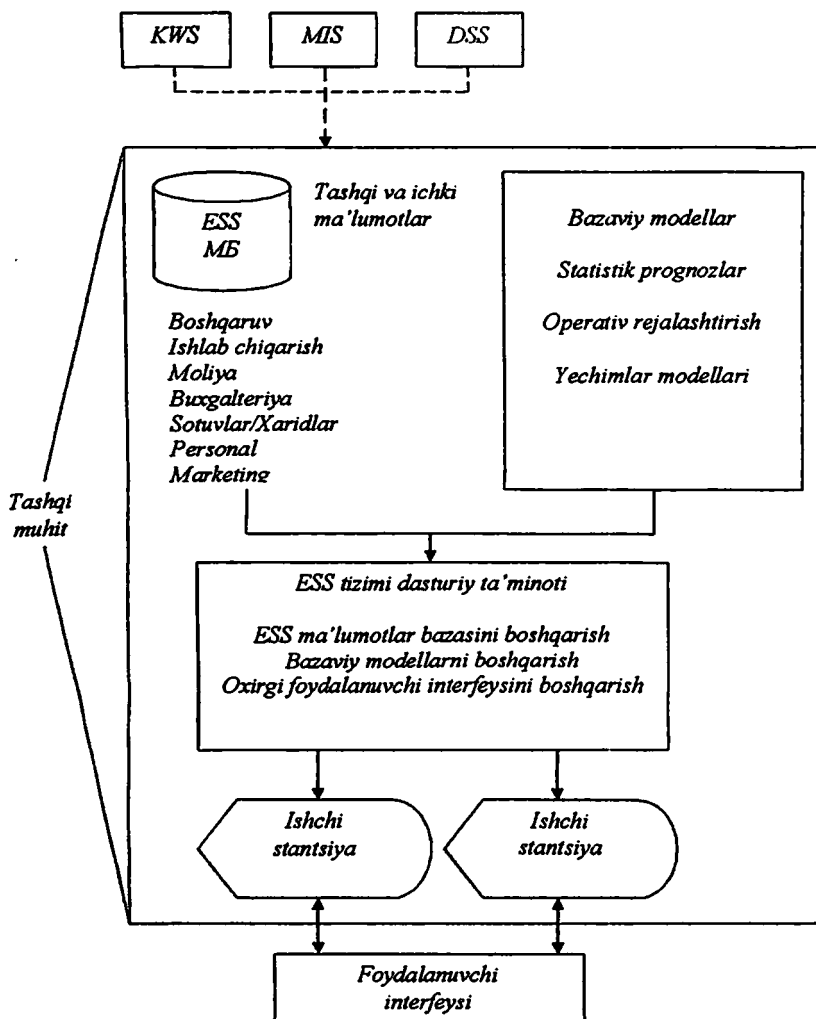 KWS
MIS
DSS
ESS
МБ
Tashqi va ichki
ma'lumotlar
Boshqaruv
Ishlab chiqarish
Moliya
Buxgalteriya
Sotuvlar/Xaridlar
Personal
Marketing
Bazaviy modellar
Statistik prognozlar
Operativ rejalashtirish
Yechimlar modellari
Tashqi
muhit
ESS tizimi dasturiy ta'minoti
ESS ma'lumotlar bazasini boshqarish
Bazaviy modellarni boshqarish
Oxirgi foydalanuvchi interfeysini boshqarish
Ishchi
stantsiya
Ishchi
stantsiya
Foydalanuvchi
interfeysi